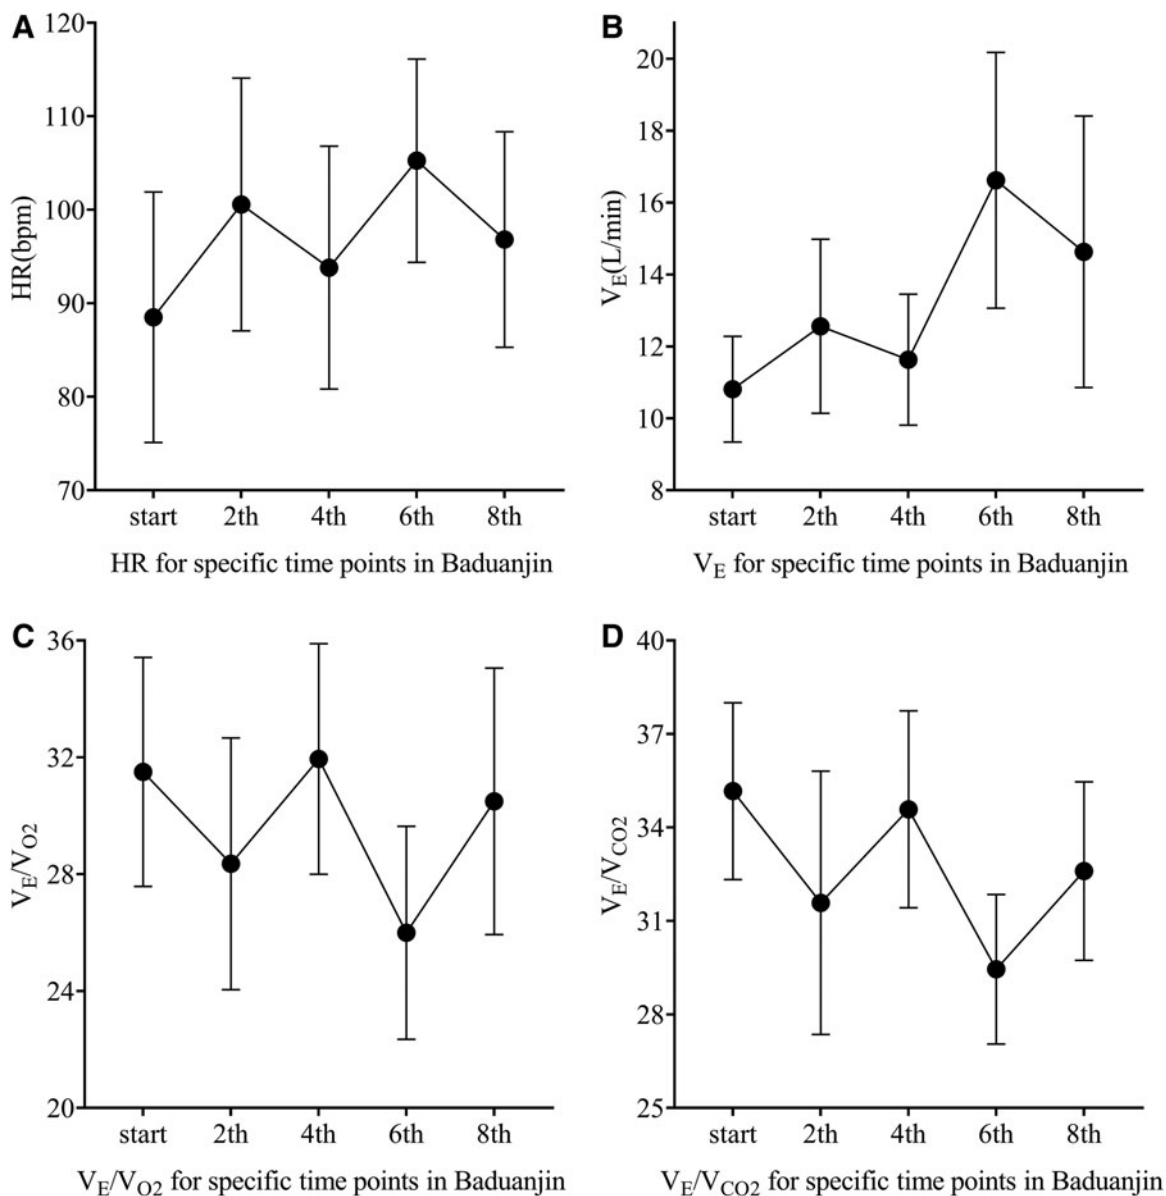 A
120
110
100
90
80
70
HR(bpm)
start 2th 4th 6th 8th
HR for specific time points in Baduanjin
B
20
18
16
14
12
10
8
VE(L/min)
start 2th 4th 6th 8th
VE for specific time points in Baduanjin
C
36
32
28
24
20
VE/VO2
start 2th 4th 6th 8th
VE/VO2 for specific time points in Baduanjin
D
40
37
34
31
28
25
VE/VCO2
start 2th 4th 6th 8th
VE/VCO2 for specific time points in Baduanjin